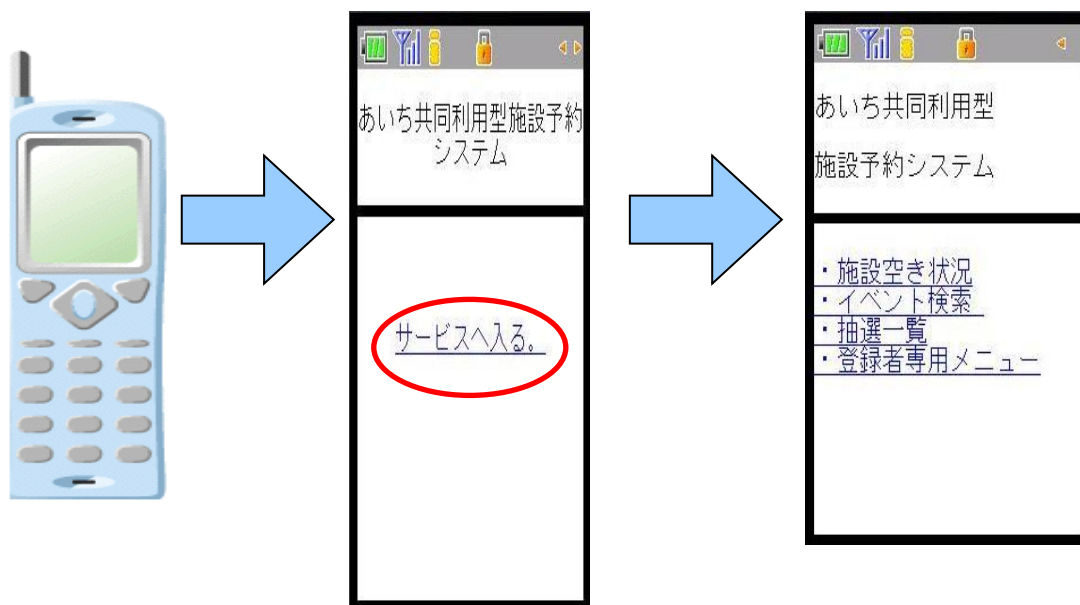 あいち共同利用型施設予約
システム
サービスへ入る。
あいち共同利用型
施設予約システム
・施設空き状況
・イベント検索
・抽選一覧
・登録者専用メニュー